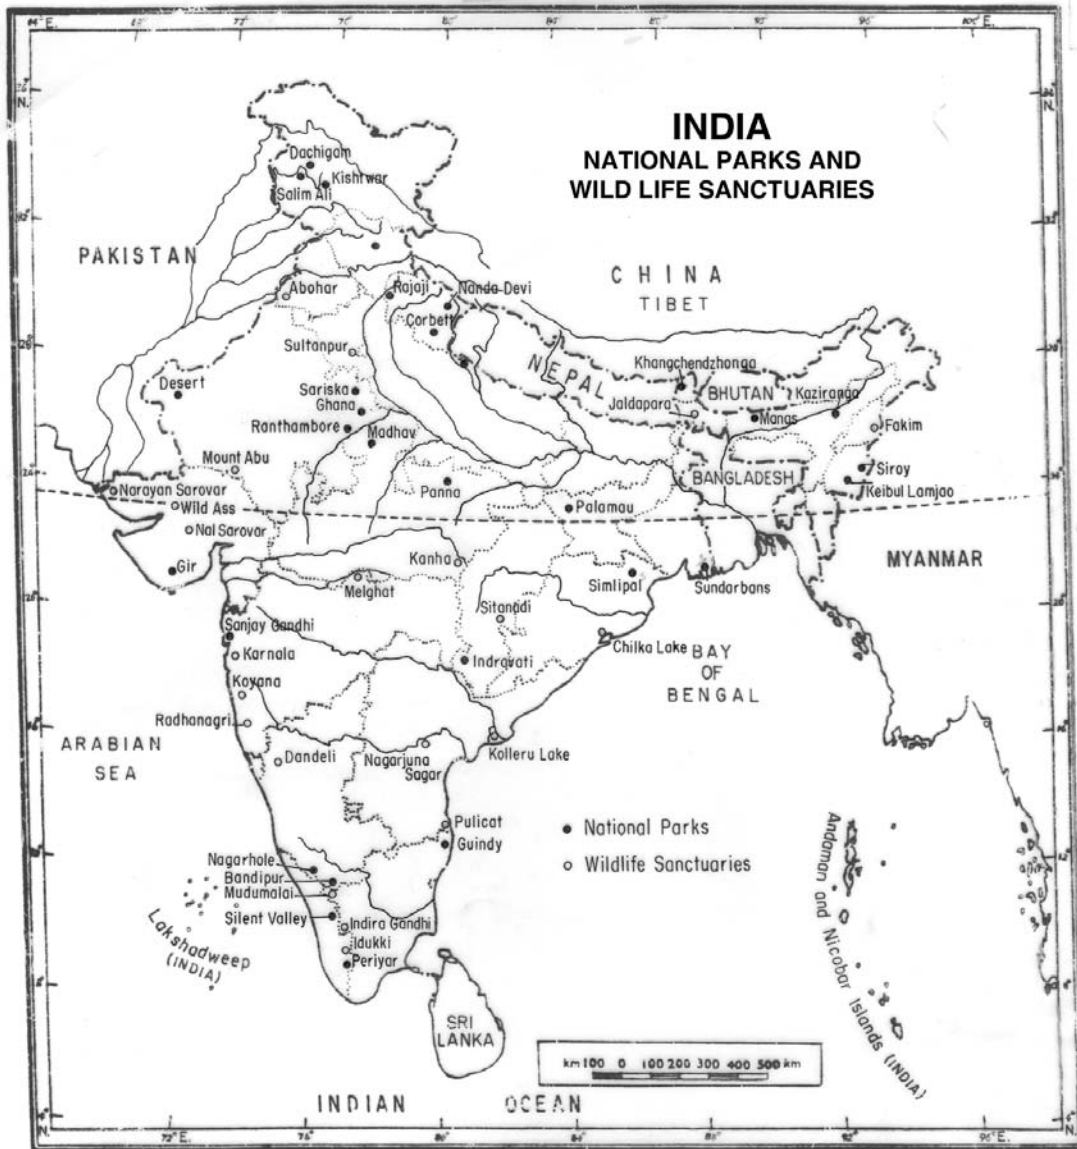 INDIA
NATIONAL PARKS AND
WILD LIFE SANCTUARIES
Dachigam
Kishtwar
Salim Ali
PAKISTAN
CHINA
TIBET
Abohar
Rajaji
Nanda Devi
Corbett
Sultanpur
NEPAL
Khangchendzhonga
Desert
Sariska
Ghana
BHUTAN
Kaziranga
Jaldapara
Manas
Ranthambore
Madhav
Fakim
Mount Abu
Siroy
BANGLADESH
Keibul Lamjao
Narayan Sarovar
Panna
Wild Ass
Palamau
Nal Sarovar
Kanha
MYANMAR
Gir
Melghat
Simlipal
Sundarbans
Sitanadi
Sanjay Gandhi
Chilka Lake
Karnala
Indravati
BAY
OF
BENGAL
Koyana
Radhanagri
ARABIAN
SEA
Dandeli
Nagarjuna
Sagar
Kolleru Lake
Pulicat
Guindy
National Parks
Wildlife Sanctuaries
Nagarhole
Bandipur
Mudumalai
Silent Valley
Indira Gandhi
Idukki
Periyar
Lakshadweep
(INDIA)
Andaman and Nicobar Islands (INDIA)
SRI
LANKA
km 100 0 100 200 300 400 500 km
INDIAN OCEAN
72°E.